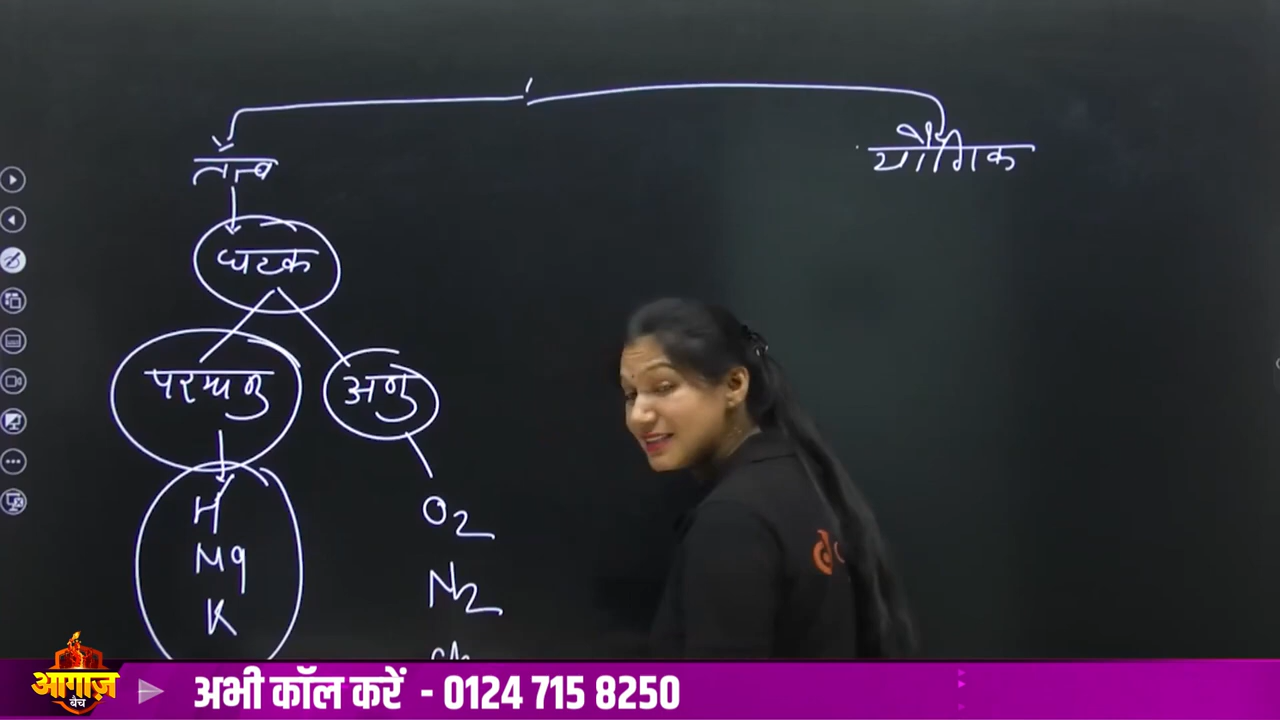 तत्व
यौगिक
घटक
परमाणु
अणु
H
Mg
K
O2
N2
आगाज़
बैच
अभी कॉल करें - 0124 715 8250